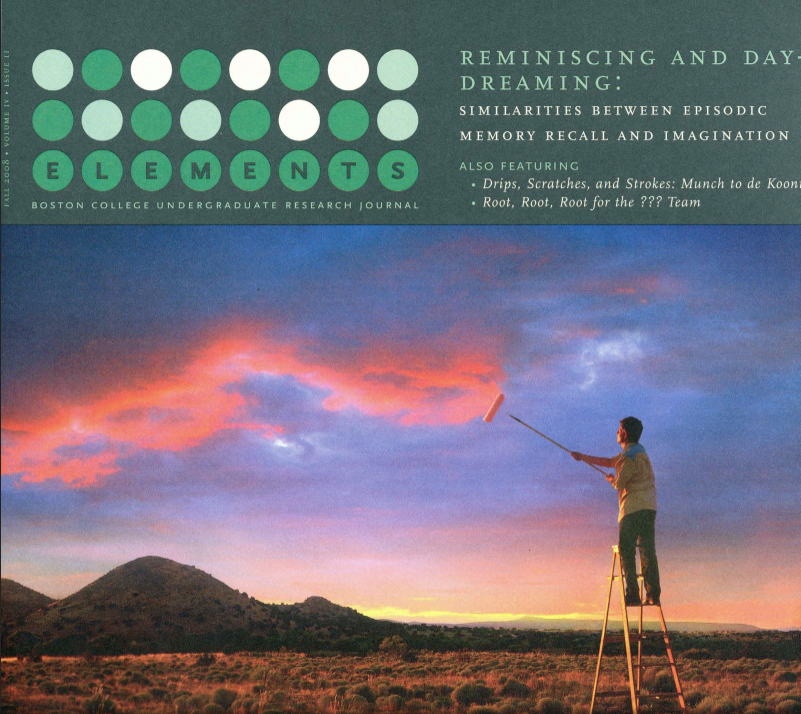 FALL 2008 • VOLUME IV • ISSUE II
ELEMENTS
BOSTON COLLEGE UNDERGRADUATE RESEARCH JOURNAL
REMINISCING AND DAY-
DREAMING:
SIMILARITIES BETWEEN EPISODIC
MEMORY RECALL AND IMAGINATION
ALSO FEATURING
• Drips, Scratches, and Strokes: Munch to de Kooni
• Root, Root, Root for the ??? Team